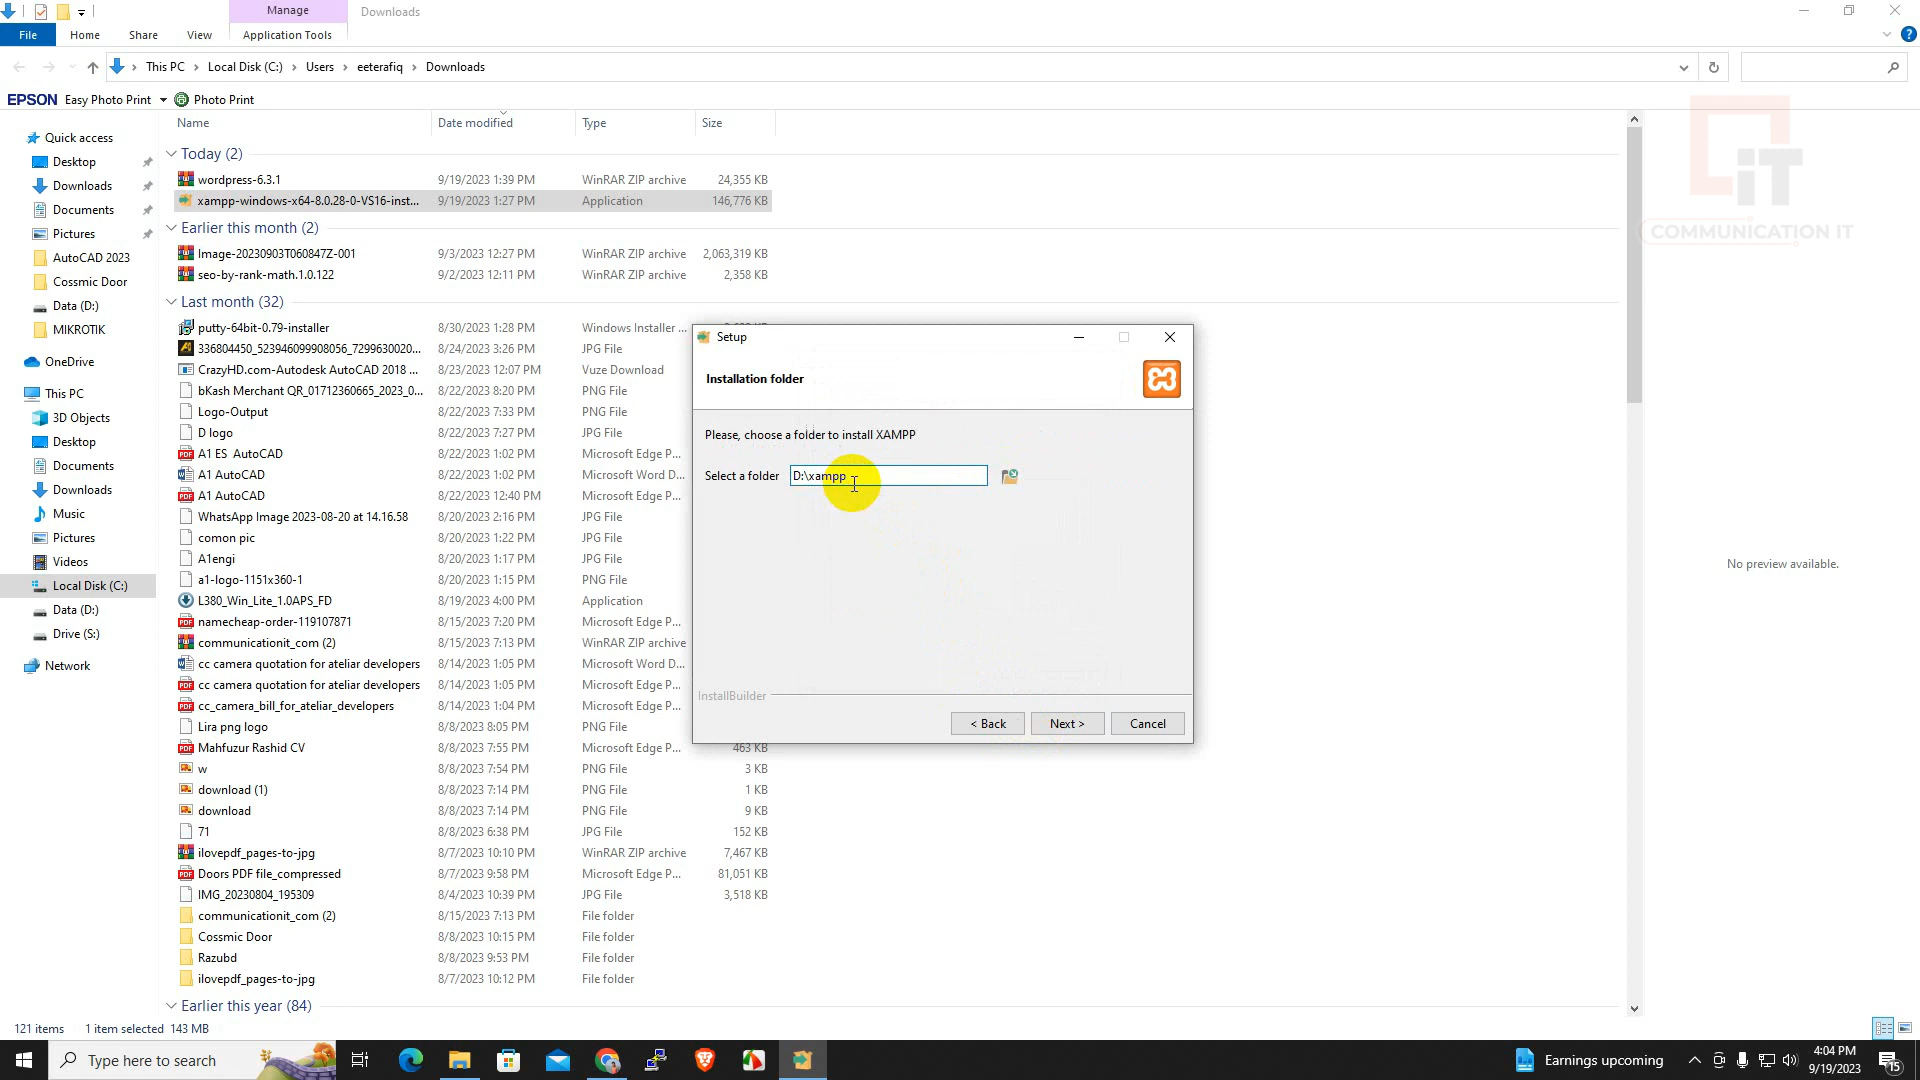 Manage
Downloads
File
Home
Share
View
Application Tools
This PC
Local Disk (C:)
Users
eeterafiq
Downloads
EPSON
Easy Photo Print
Photo Print
COMMUNICATION IT
Name
Date modified
Type
Size
Quick access
Desktop
Downloads
Documents
Pictures
AutoCAD 2023
Cossmic Door
Data (D:)
MIKROTIK
OneDrive
This PC
3D Objects
Desktop
Documents
Downloads
Music
Pictures
Videos
Local Disk (C:)
Data (D:)
Drive (S:)
Network
Today (2)
wordpress-6.3.1 9/19/2023 1:39 PM WinRAR ZIP archive 24,355 KB
xampp-windows-x64-8.0.28-0-VS16-inst... 9/19/2023 1:27 PM Application 146,776 KB
Earlier this month (2)
Image-20230903T060847Z-001 9/3/2023 12:27 PM WinRAR ZIP archive 2,063,319 KB
seo-by-rank-math.1.0.122 9/2/2023 12:11 PM WinRAR ZIP archive 2,358 KB
Last month (32)
putty-64bit-0.79-installer 8/30/2023 1:28 PM Windows Installer ...
336804450_523946099908056_7299630020... 8/24/2023 3:26 PM JPG File
CrazyHD.com-Autodesk AutoCAD 2018 ... 8/23/2023 12:07 PM Vuze Download
bKash Merchant QR_01712360665_2023_0... 8/22/2023 8:20 PM PNG File
Logo-Output 8/22/2023 7:33 PM PNG File
D logo 8/22/2023 7:27 PM JPG File
A1 ES  AutoCAD 8/22/2023 1:02 PM Microsoft Edge P...
A1 AutoCAD 8/22/2023 1:02 PM Microsoft Word D...
A1 AutoCAD 8/22/2023 12:40 PM Microsoft Edge P...
WhatsApp Image 2023-08-20 at 14.16.58 8/20/2023 2:16 PM JPG File
comon pic 8/20/2023 1:22 PM JPG File
A1engi 8/20/2023 1:17 PM JPG File
a1-logo-1151x360-1 8/20/2023 1:15 PM PNG File
L380_Win_Lite_1.0APS_FD 8/19/2023 4:00 PM Application
namecheap-order-119107871 8/15/2023 7:20 PM Microsoft Edge P...
communicationit_com (2) 8/15/2023 7:13 PM WinRAR ZIP archive
cc camera quotation for ateliar developers 8/14/2023 1:05 PM Microsoft Word D...
cc camera quotation for ateliar developers 8/14/2023 1:05 PM Microsoft Edge P...
cc_camera_bill_for_ateliar_developers 8/14/2023 1:04 PM Microsoft Edge P...
Lira png logo 8/8/2023 8:05 PM PNG File
Mahfuzur Rashid CV 8/8/2023 7:55 PM Microsoft Edge P... 463 KB
w 8/8/2023 7:54 PM PNG File 3 KB
download (1) 8/8/2023 7:14 PM PNG File 1 KB
download 8/8/2023 7:14 PM PNG File 9 KB
71 8/8/2023 6:38 PM JPG File 152 KB
ilovepdf_pages-to-jpg 8/7/2023 10:10 PM WinRAR ZIP archive 7,467 KB
Doors PDF file_compressed 8/7/2023 9:58 PM Microsoft Edge P... 81,051 KB
IMG_20230804_195309 8/4/2023 10:39 PM JPG File 3,518 KB
communicationit_com (2) 8/15/2023 7:13 PM File folder
Cossmic Door 8/8/2023 10:15 PM File folder
Razubd 8/8/2023 9:53 PM File folder
ilovepdf_pages-to-jpg 8/7/2023 10:12 PM File folder
Earlier this year (84)
Setup
Installation folder
Please, choose a folder to install XAMPP
Select a folder D:\xampp
InstallBuilder
< Back
Next >
Cancel
No preview available.
121 items 1 item selected 143 MB
Type here to search
Earnings upcoming
4:04 PM
9/19/2023
15